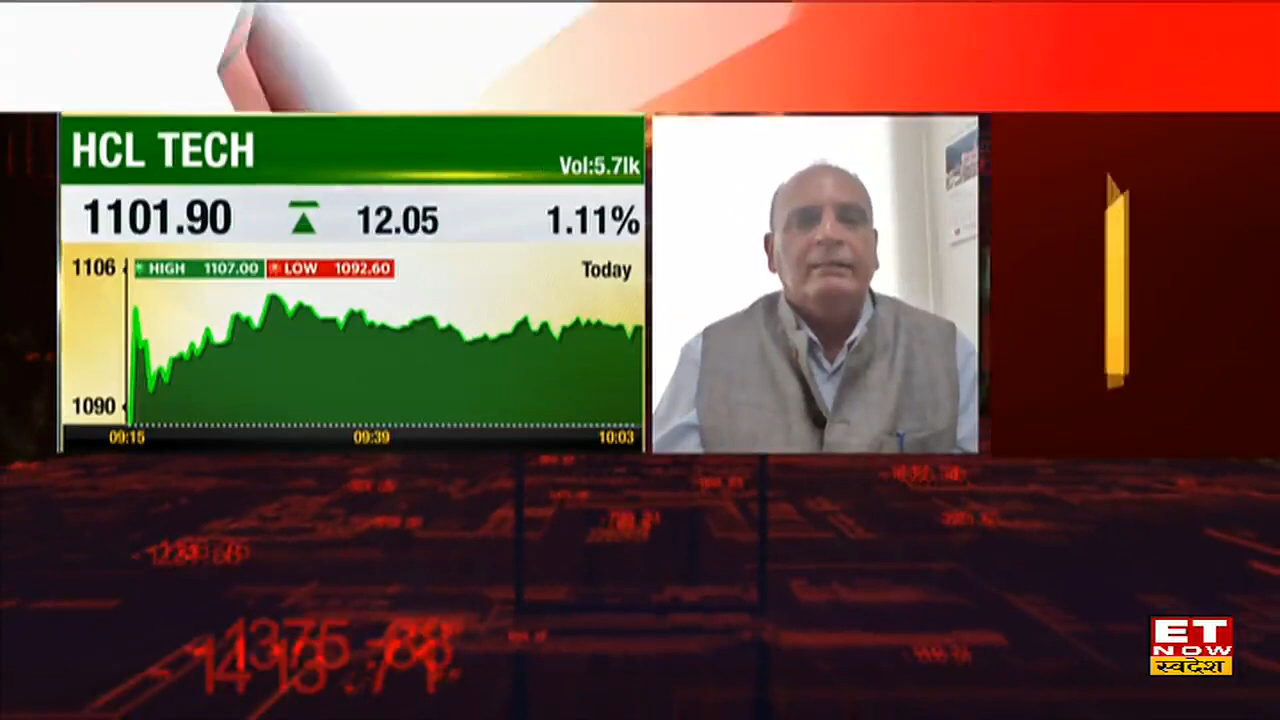 HCL TECH
Vol:5.7lk
1101.90 12.05 1.11%
1106 HIGH 1107.00 LOW 1092.60 Today
1090
09:15 09:39 10:03
1375.
ET
NOW
स्वदेश